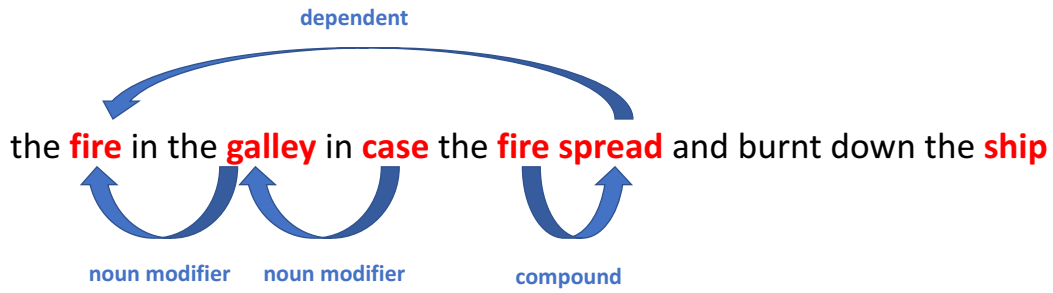 dependent
the fire in the galley in case the fire spread and burnt down the ship
noun modifier noun modifier compound